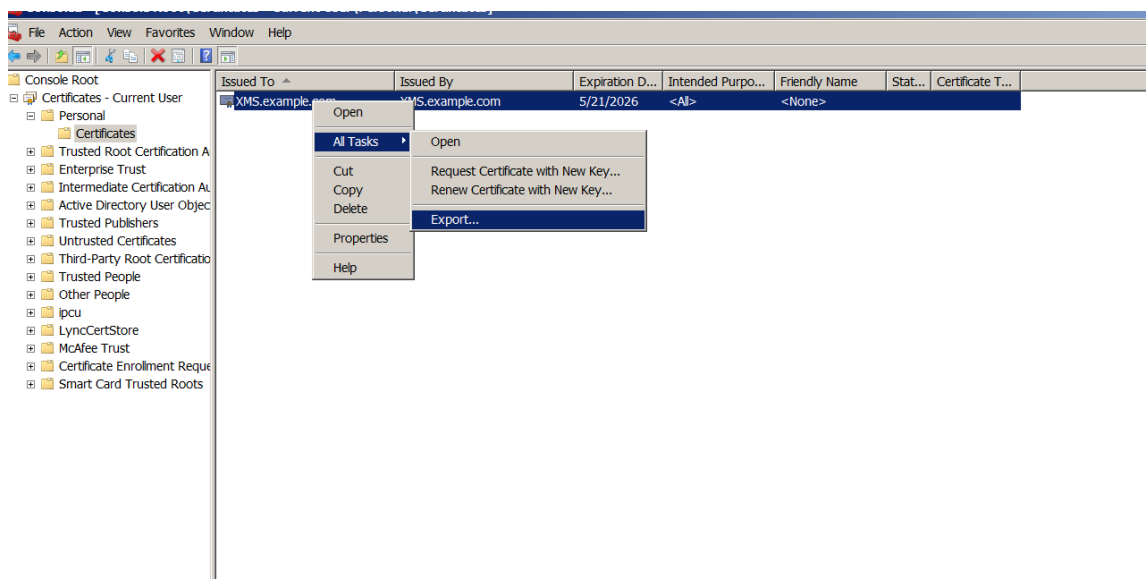 File Action View Favorites Window Help
Console Root
Certificates - Current User
Personal
Certificates
Trusted Root Certification A
Enterprise Trust
Intermediate Certification Au
Active Directory User Objec
Trusted Publishers
Untrusted Certificates
Third-Party Root Certificatio
Trusted People
Other People
ipcu
LyncCertStore
McAfee Trust
Certificate Enrollment Reque
Smart Card Trusted Roots
Issued To Issued By Expiration D... Intended Purpo... Friendly Name Stat... Certificate T...
XMS.example.com XMS.example.com 5/21/2026 <All> <None>
Open
All Tasks
Cut
Copy
Delete
Properties
Help
Open
Request Certificate with New Key...
Renew Certificate with New Key...
Export...